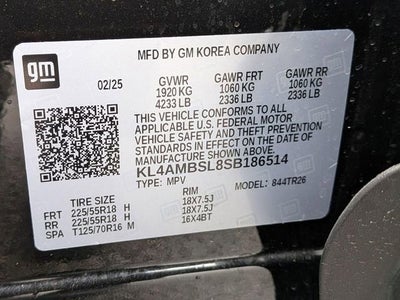 gm
MFD BY GM KOREA COMPANY
02/25 GVWR GAWR FRT GAWR RR
1920 KG 1060 KG 1060 KG
4233 LB 2336 LB 2336 LB
THIS VEHICLE CONFORMS TO ALL
APPLICABLE U.S. FEDERAL MOTOR
VEHICLE SAFETY AND THEFT PREVENTION
STANDARDS IN EFFECT ON THE DATE OF
MANUFACTURE SHOWN ABOVE.
KL4AMBSL8SB186514
TYPE: MPV MODEL: 844TR26
TIRE SIZE RIM
FRT 225/55R18 H 18X7.5J
RR 225/55R18 H 18X7.5J
SPA T125/70R16 M 16X4BT